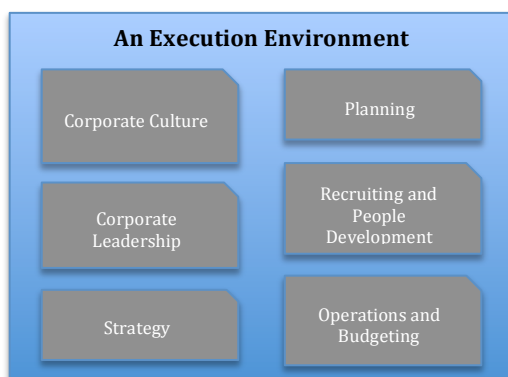 An Execution Environment
Corporate Culture
Planning
Corporate
Leadership
Recruiting and
People
Development
Strategy
Operations and
Budgeting